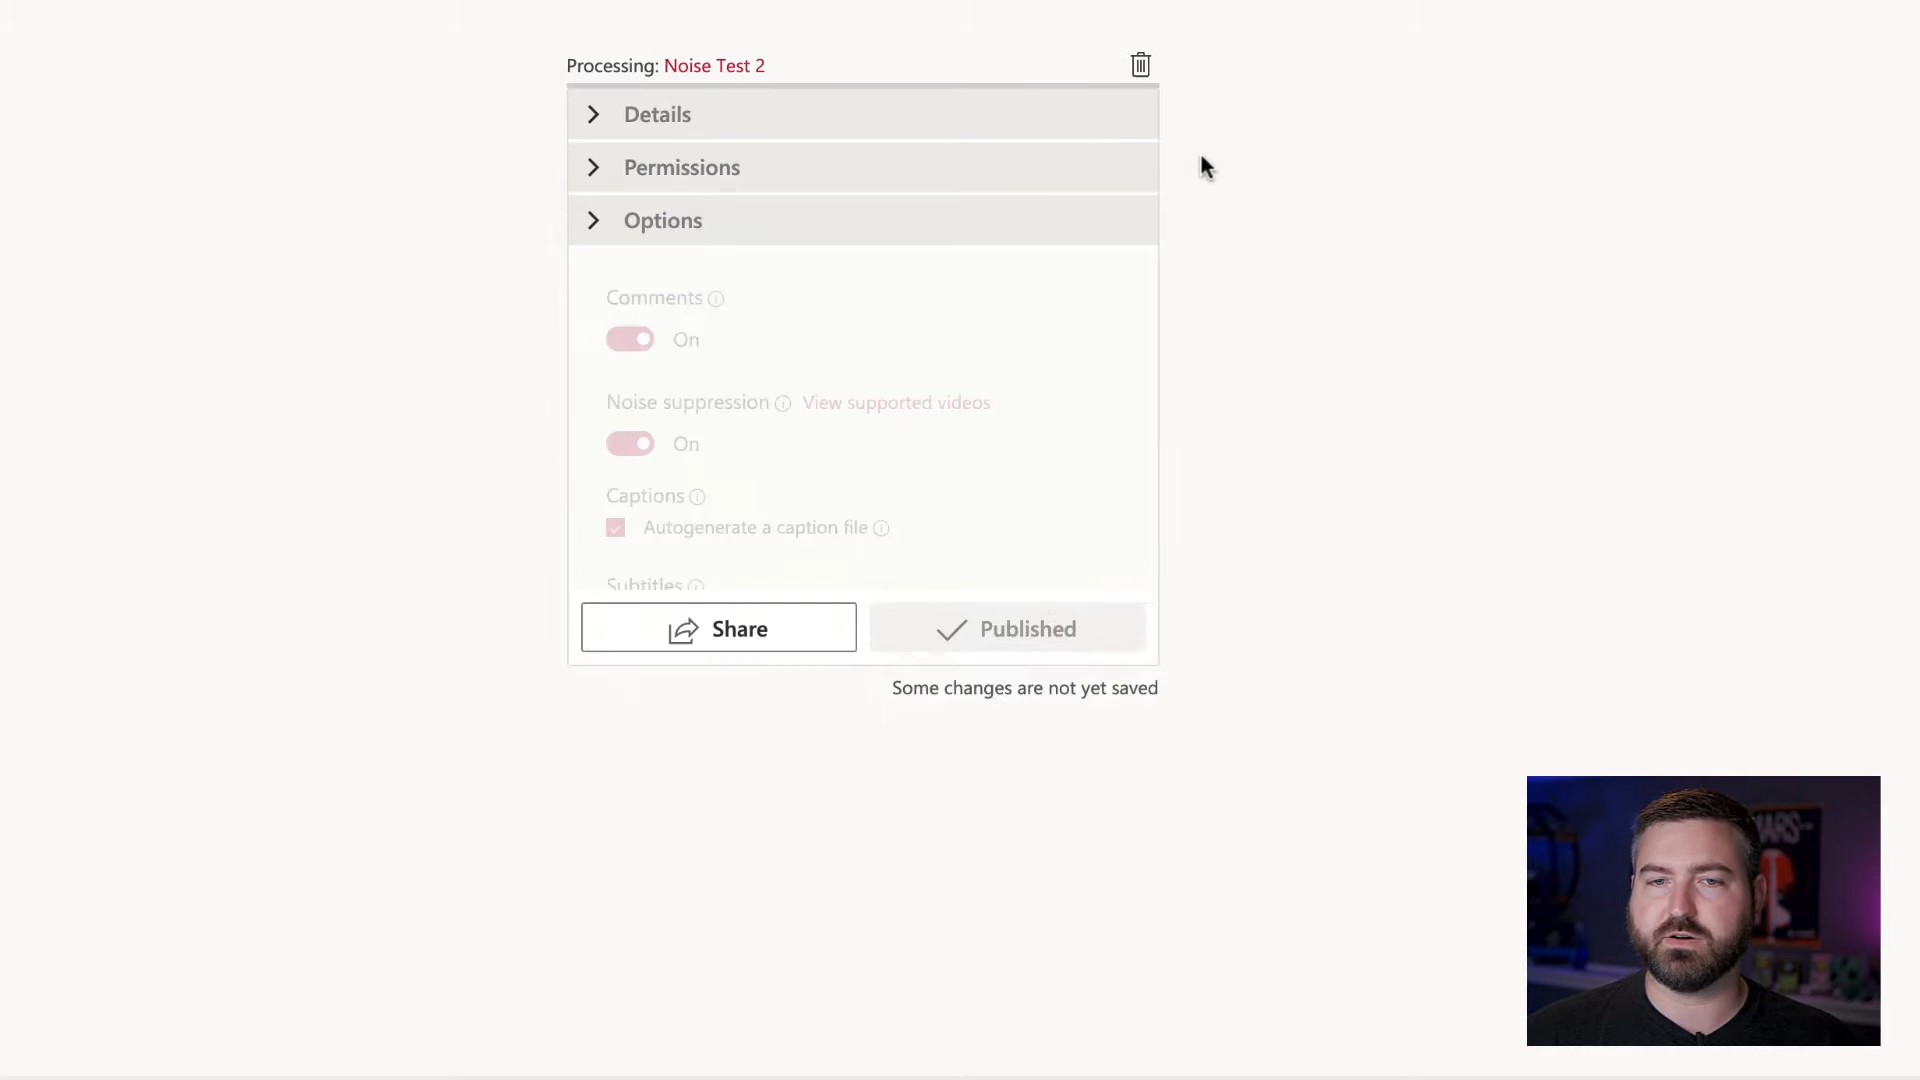 Processing: Noise Test 2
Details
Permissions
Options
Comments
On
Noise suppression View supported videos
On
Captions
Autogenerate a caption file
Subtitles
Share
Published
Some changes are not yet saved